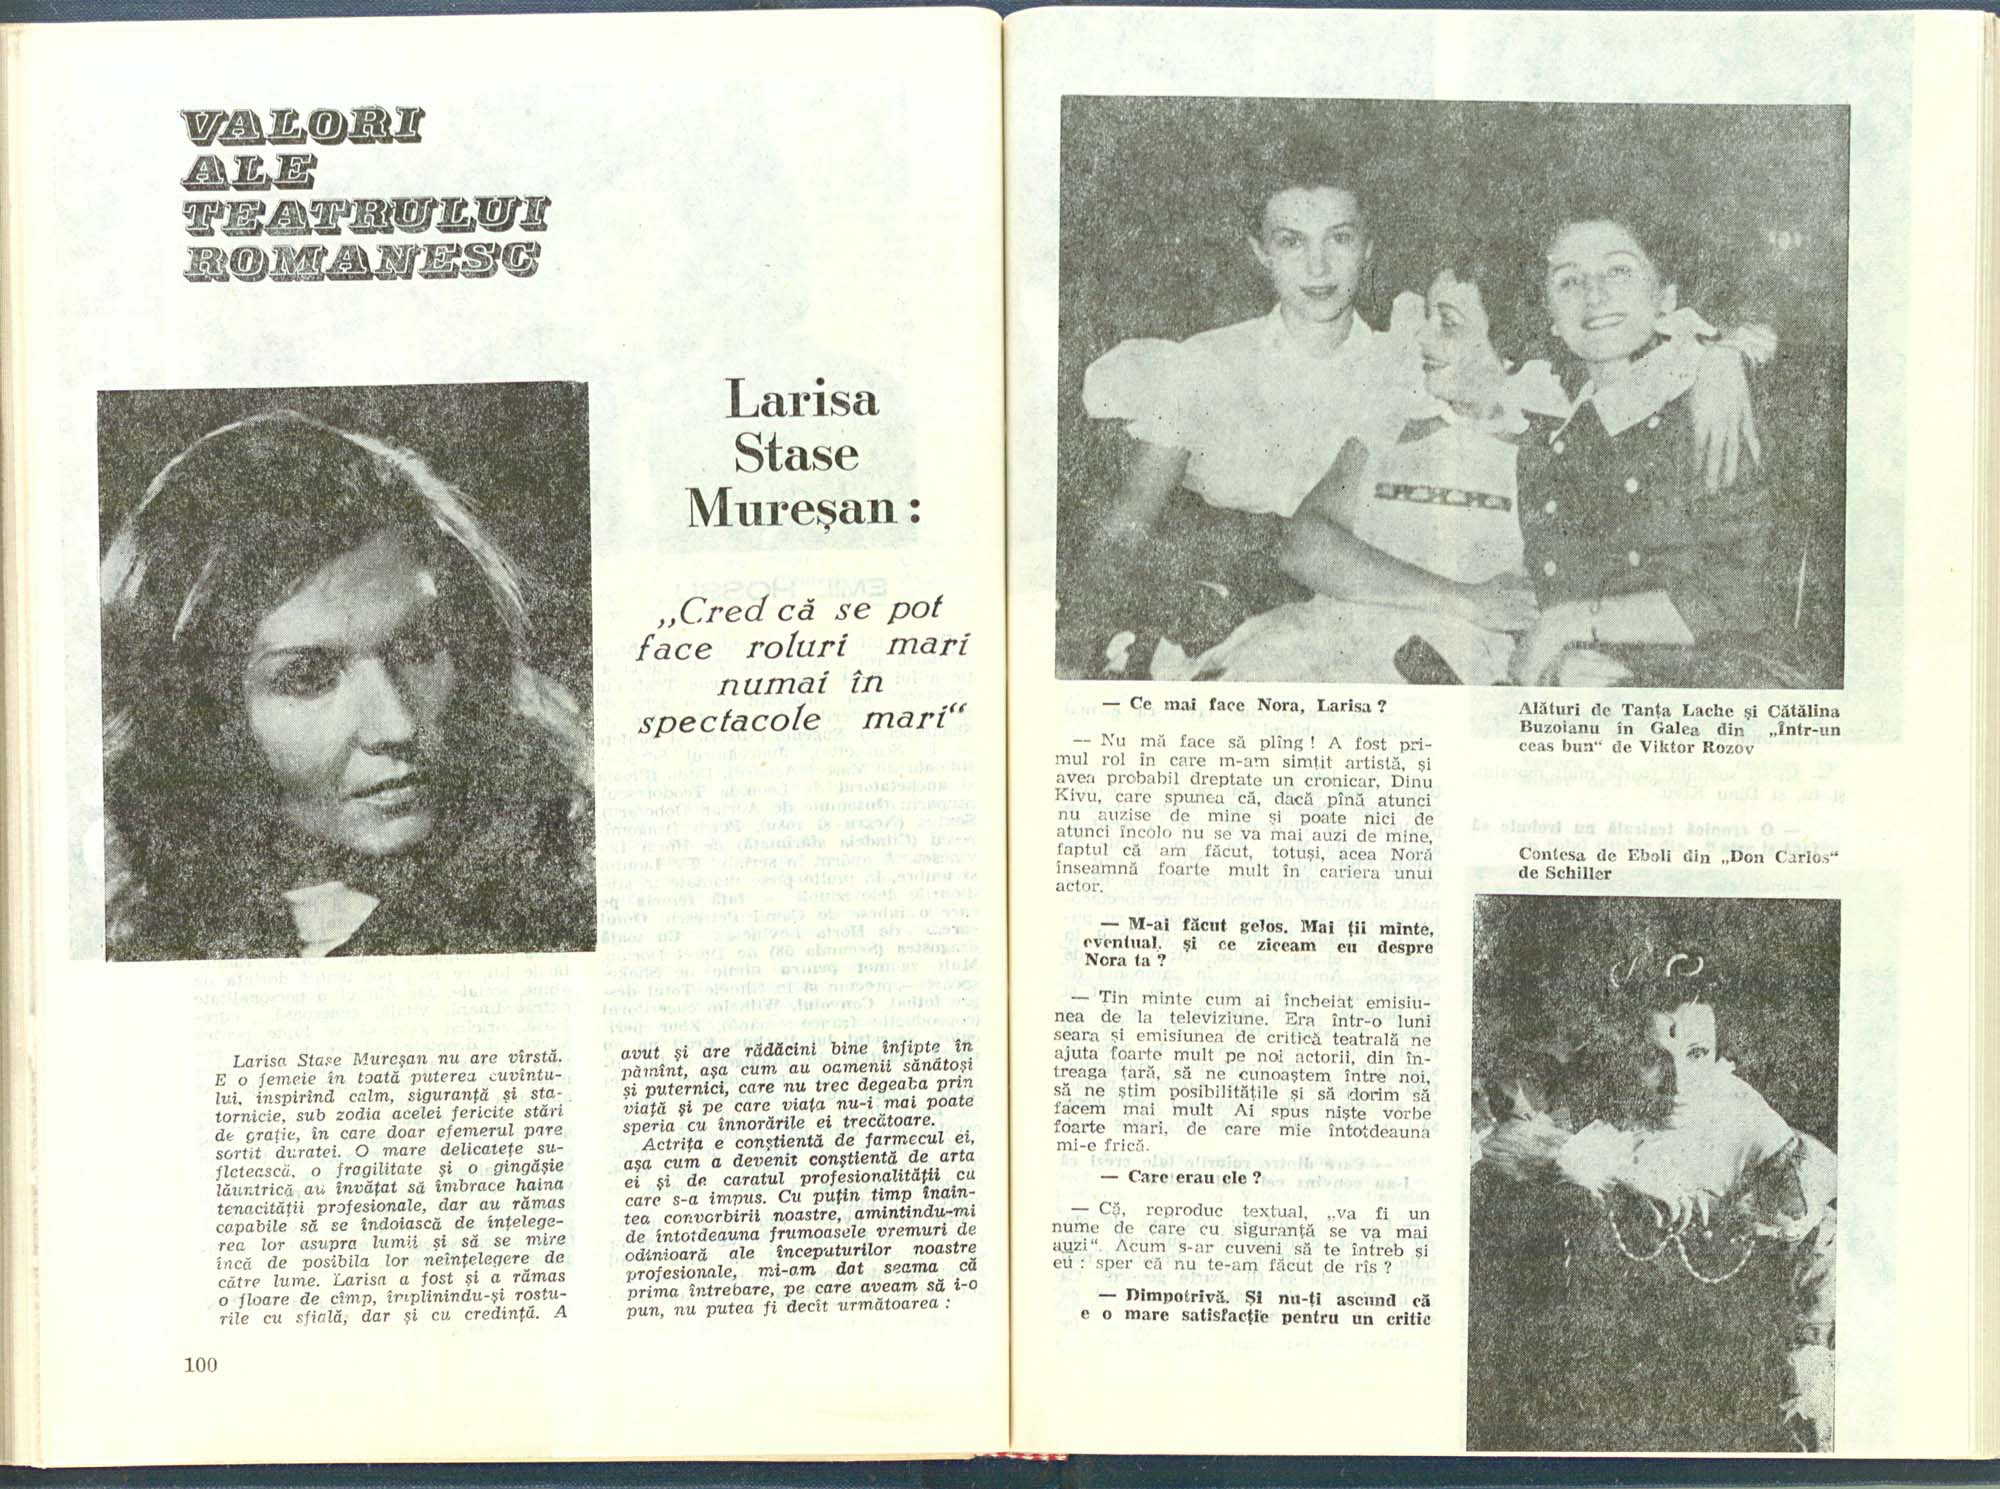 VALORI
ALE
TEATRULUI
ROMANESC
Larisa
Stase
Mureșan :
„Cred că se pot
face roluri mari
numai în
spectacole mari“
Larisa Stase Mureșan nu are vîrstă.
E o femeie în toată puterea cuvîntu-
lui, inspirînd calm, siguranță și sta-
tornicie, sub zodia acelei fericite stări
de grație, în care doar efemerul pare
sortit duratei. O mare delicatețe su-
fletească, o fragilitate și o gingășie
lăuntrică au învățat să îmbrace haina
tenacității profesionale, dar au rămas
capabile să se îndoiască de înțelege-
rea lor asupra lumii și să se mire
încă de posibila lor neînțelegere de
către lume. Larisa a fost și a rămas
o floare de cîmp, împlinindu-și rostu-
rile cu sfială, dar și cu credință. A
avut și are rădăcini bine înfipte în
pămînt, așa cum au oamenii sănătoși
și puternici, care nu trec degeaba prin
viață și pe care viața nu-i mai poate
speria cu înnorările ei trecătoare.
Actrița e conștientă de farmecul ei,
așa cum a devenit conștientă de arta
ei și de caratul profesionalității cu
care s-a impus. Cu puțin timp înain-
tea convorbirii noastre, amintindu-mi
de întotdeauna frumoasele vremuri de
odinioară ale începuturilor noastre
profesionale, mi-am dat seama că
prima întrebare, pe care aveam să i-o
pun, nu putea fi decît următoarea :
100
— Ce mai face Nora, Larisa ?
— Nu mă face să plîng ! A fost pri-
mul rol în care m-am simțit artistă, și
avea probabil dreptate un cronicar, Dinu
Kivu, care spunea că, dacă pînă atunci
nu auzise de mine și poate nici de
atunci încolo nu se va mai auzi de mine,
faptul că am făcut, totuși, acea Noră
înseamnă foarte mult în cariera unui
actor.
— M-ai făcut gelos. Mai ții minte,
eventual, și ce ziceam eu despre
Nora ta ?
— Țin minte cum ai încheiat emisiu-
nea de la televiziune. Era într-o luni
seara și emisiunea de critică teatrală ne
ajuta foarte mult pe noi actorii, din în-
treaga țară, să ne cunoaștem între noi,
să ne știm posibilitățile și să dorim să
facem mai mult Ai spus niște vorbe
foarte mari, de care mie întotdeauna
mi-e frică.
— Care erau ele ?
— Că, reproduc textual, „va fi un
nume de care cu siguranță se va mai
auzi“. Acum s-ar cuveni să te întreb și
eu : sper că nu te-am făcut de rîs ?
— Dimpotrivă. Și nu-ți ascund că
e o mare satisfacție pentru un critic
Alături de Tanța Lache și Cătălina
Buzoianu în Galea din „Într-un
ceas bun“ de Viktor Rozov
Contesa de Eboli din „Don Carlos“
de Schiller